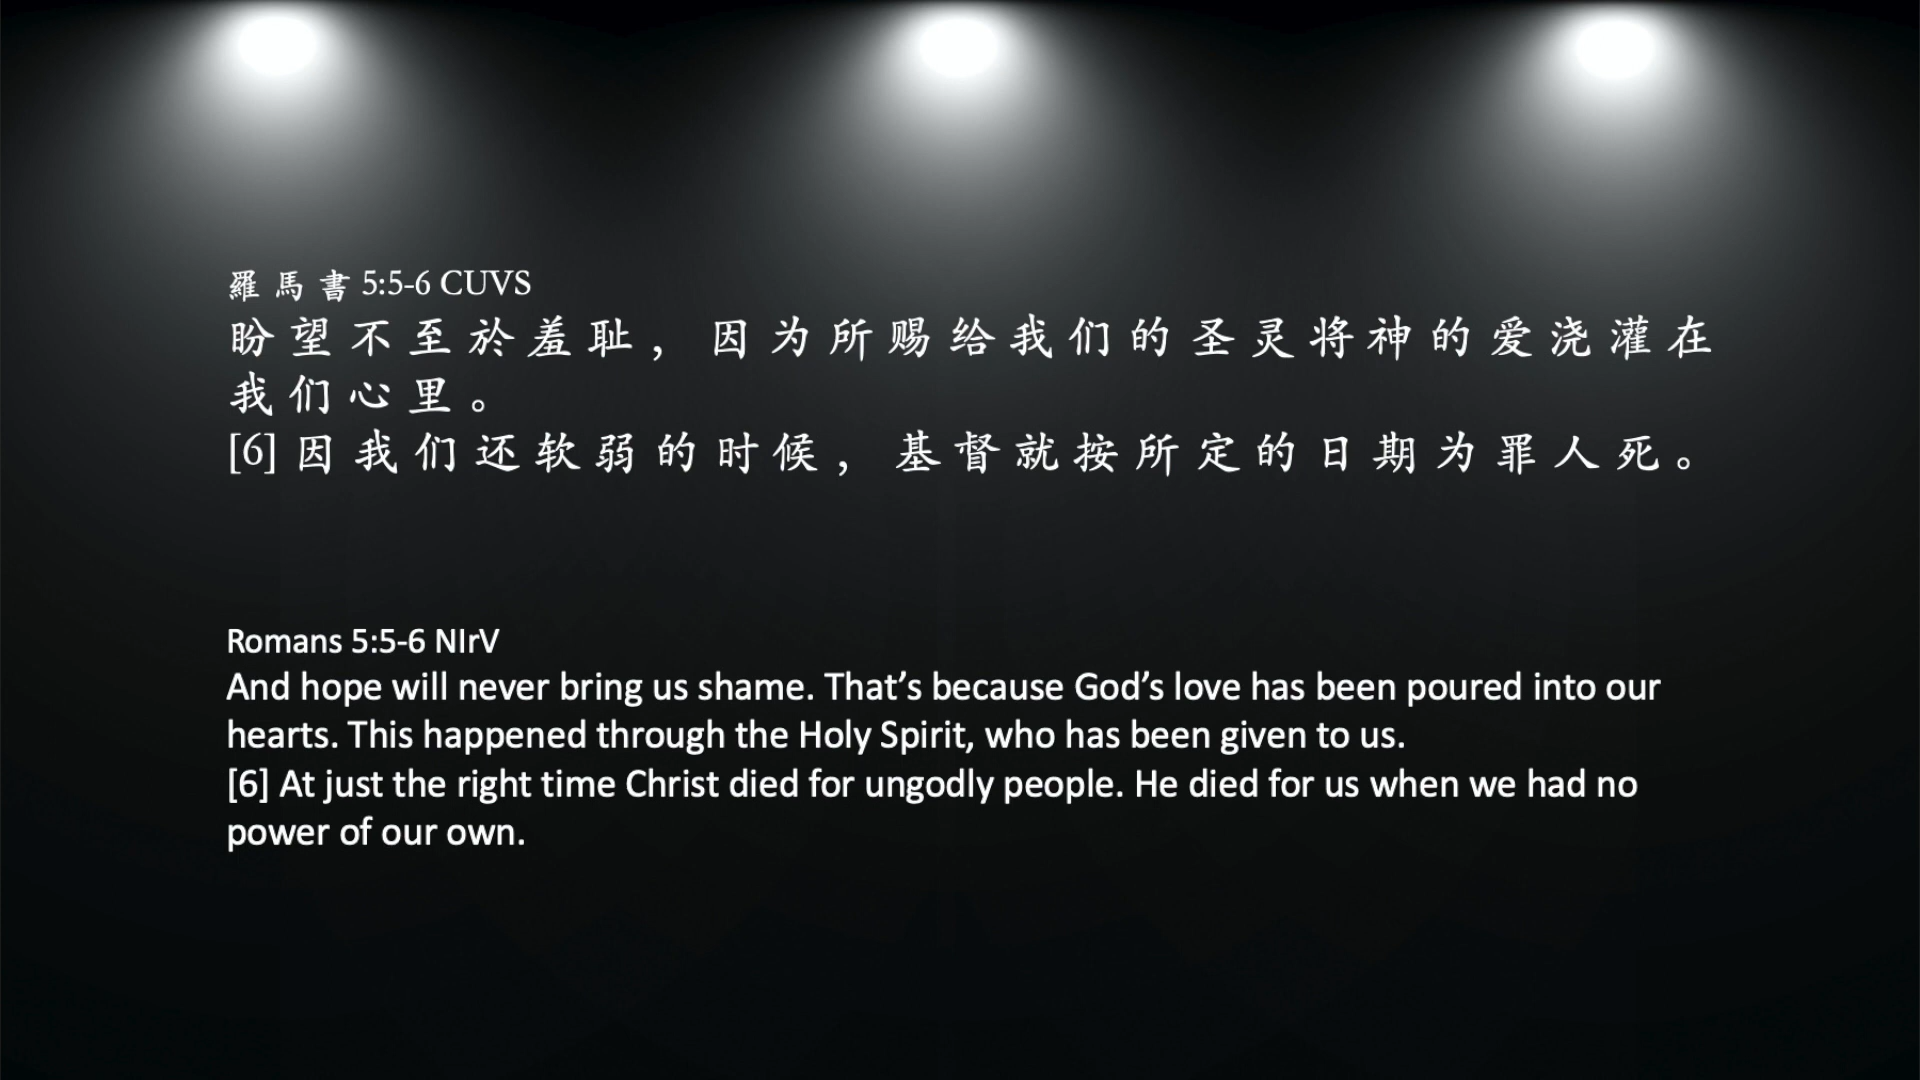 羅馬書 5:5-6 CUVS
盼望不至於羞耻，因为所赐给我们的圣灵将神的爱浇灌在
我们心里。
[6] 因我们还软弱的时候，基督就按所定的日期为罪人死。
Romans 5:5-6 NIrV
And hope will never bring us shame. That’s because God’s love has been poured into our
hearts. This happened through the Holy Spirit, who has been given to us.
[6] At just the right time Christ died for ungodly people. He died for us when we had no
power of our own.